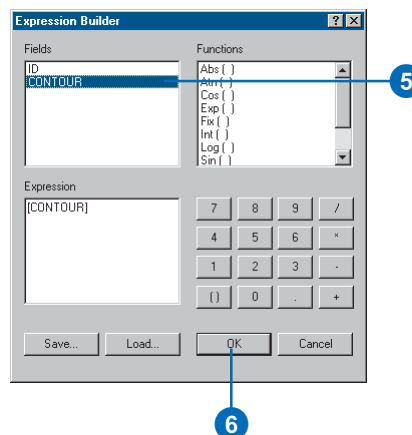 Expression Builder ? X
Fields
ID
CONTOUR
Functions
Abs ( )
Atn ( )
Cos ( )
Exp ( )
Fix ( )
Int ( )
Log ( )
Sin ( )
5
Expression
[CONTOUR]
7 8 9 /
4 5 6 *
1 2 3 -
( ) 0 . +
Save... Load... OK Cancel
6